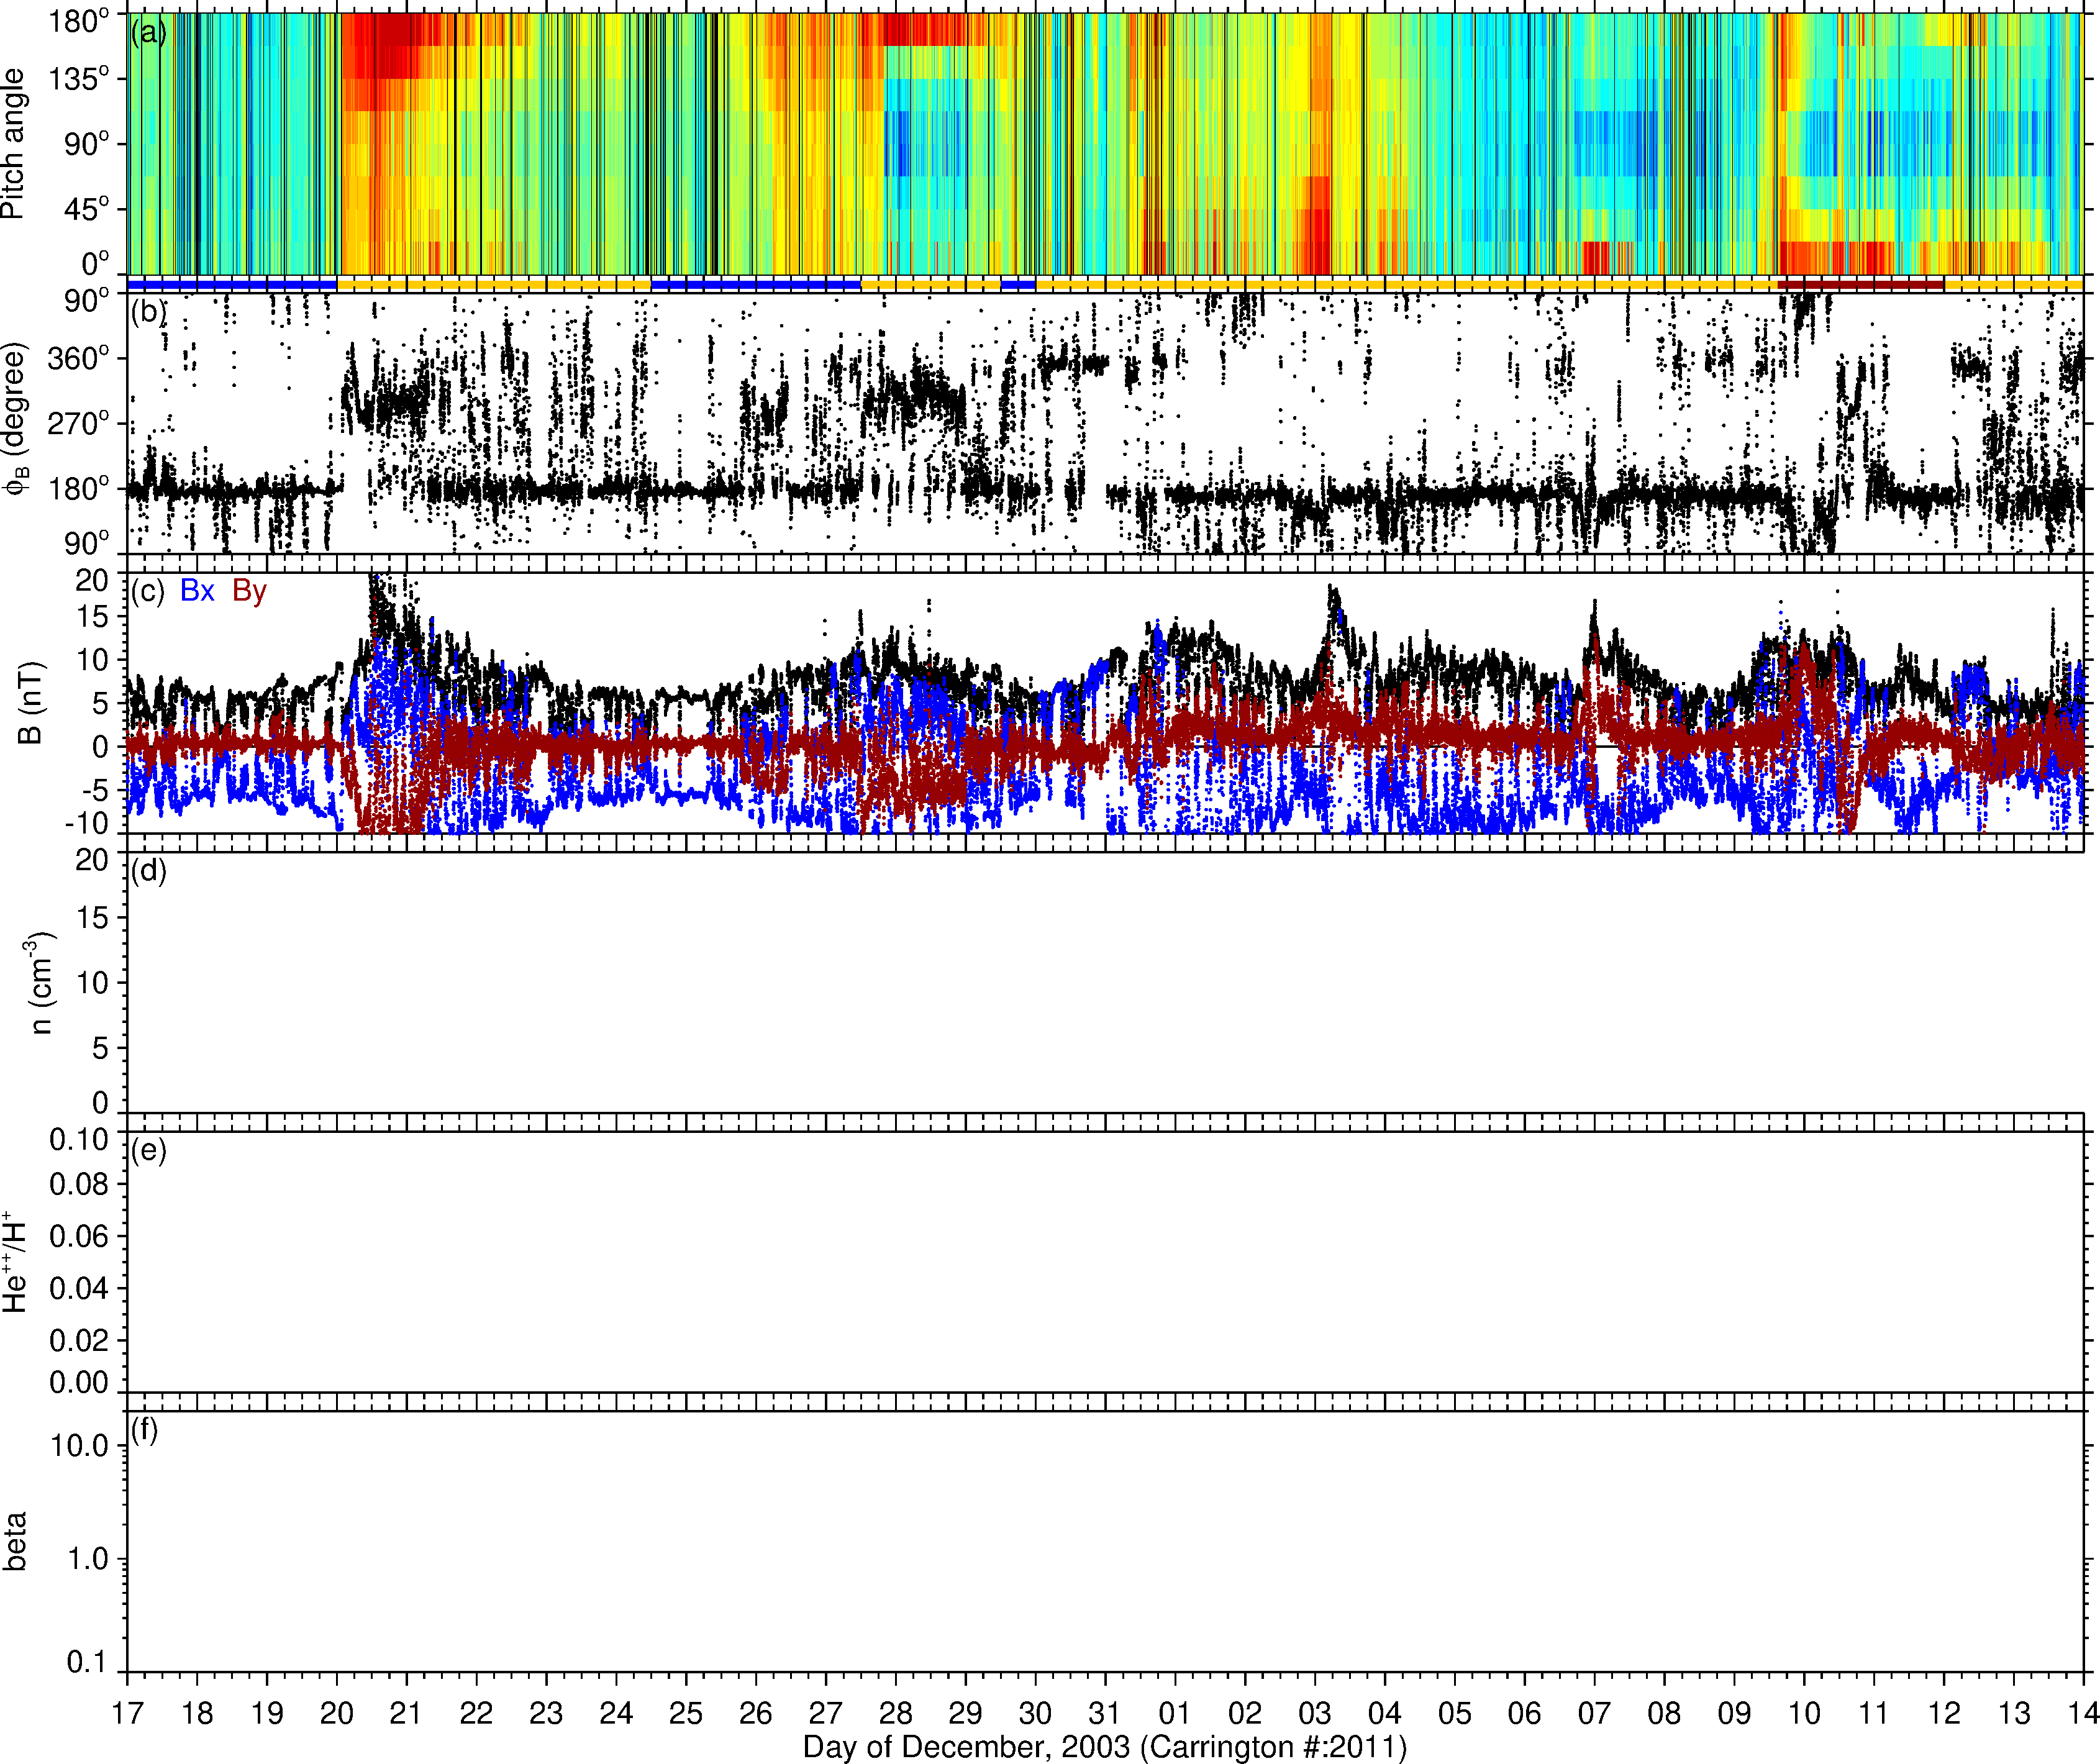 (a)
Pitch angle
180°
135°
90°
45°
0°
(b)
ϕB (degree)
90°
360°
270°
180°
90°
(c) Bx By
B (nT)
20
15
10
5
0
-5
-10
(d)
n (cm-3)
20
15
10
5
0
(e)
He++/H+
0.10
0.08
0.06
0.04
0.02
0.00
(f)
beta
10.0
1.0
0.1
17 18 19 20 21 22 23 24 25 26 27 28 29 30 31 01 02 03 04 05 06 07 08 09 10 11 12 13 14
Day of December, 2003 (Carrington #:2011)